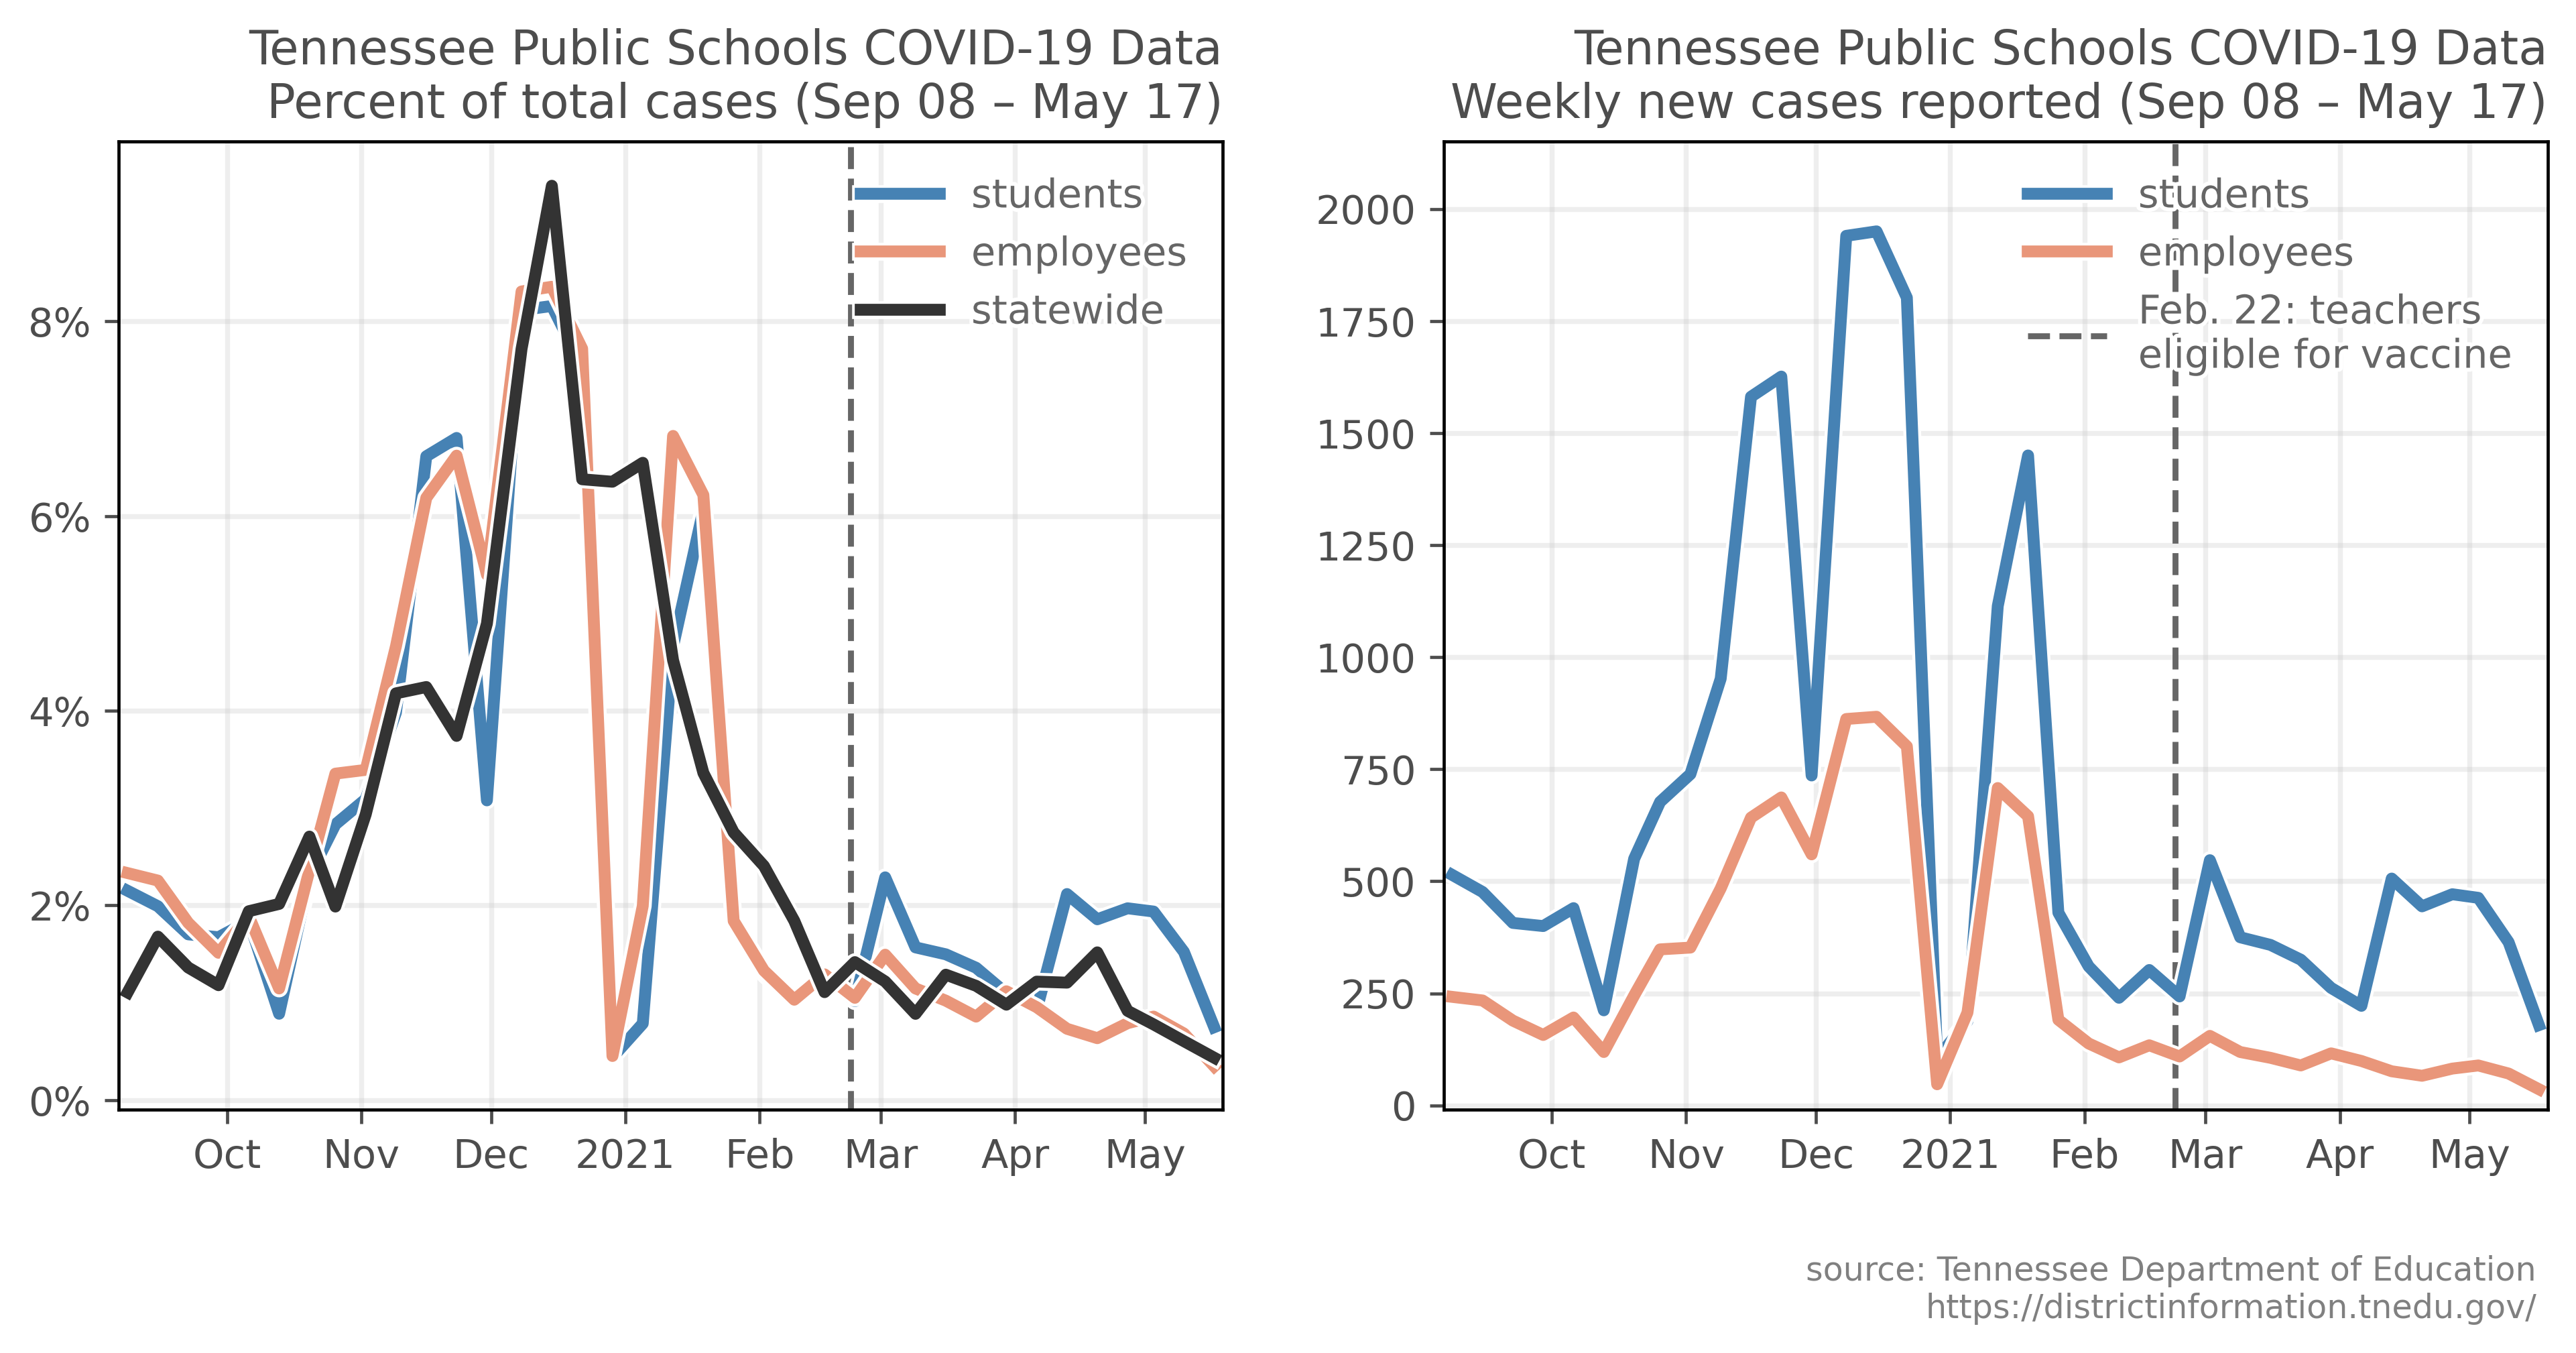 Tennessee Public Schools COVID-19 Data
Percent of total cases (Sep 08 – May 17)
8%
6%
4%
2%
0%
students
employees
statewide
Oct Nov Dec 2021 Feb Mar Apr May
Tennessee Public Schools COVID-19 Data
Weekly new cases reported (Sep 08 – May 17)
2000
1750
1500
1250
1000
750
500
250
0
students
employees
Feb. 22: teachers
eligible for vaccine
Oct Nov Dec 2021 Feb Mar Apr May
source: Tennessee Department of Education
https://districtinformation.tnedu.gov/